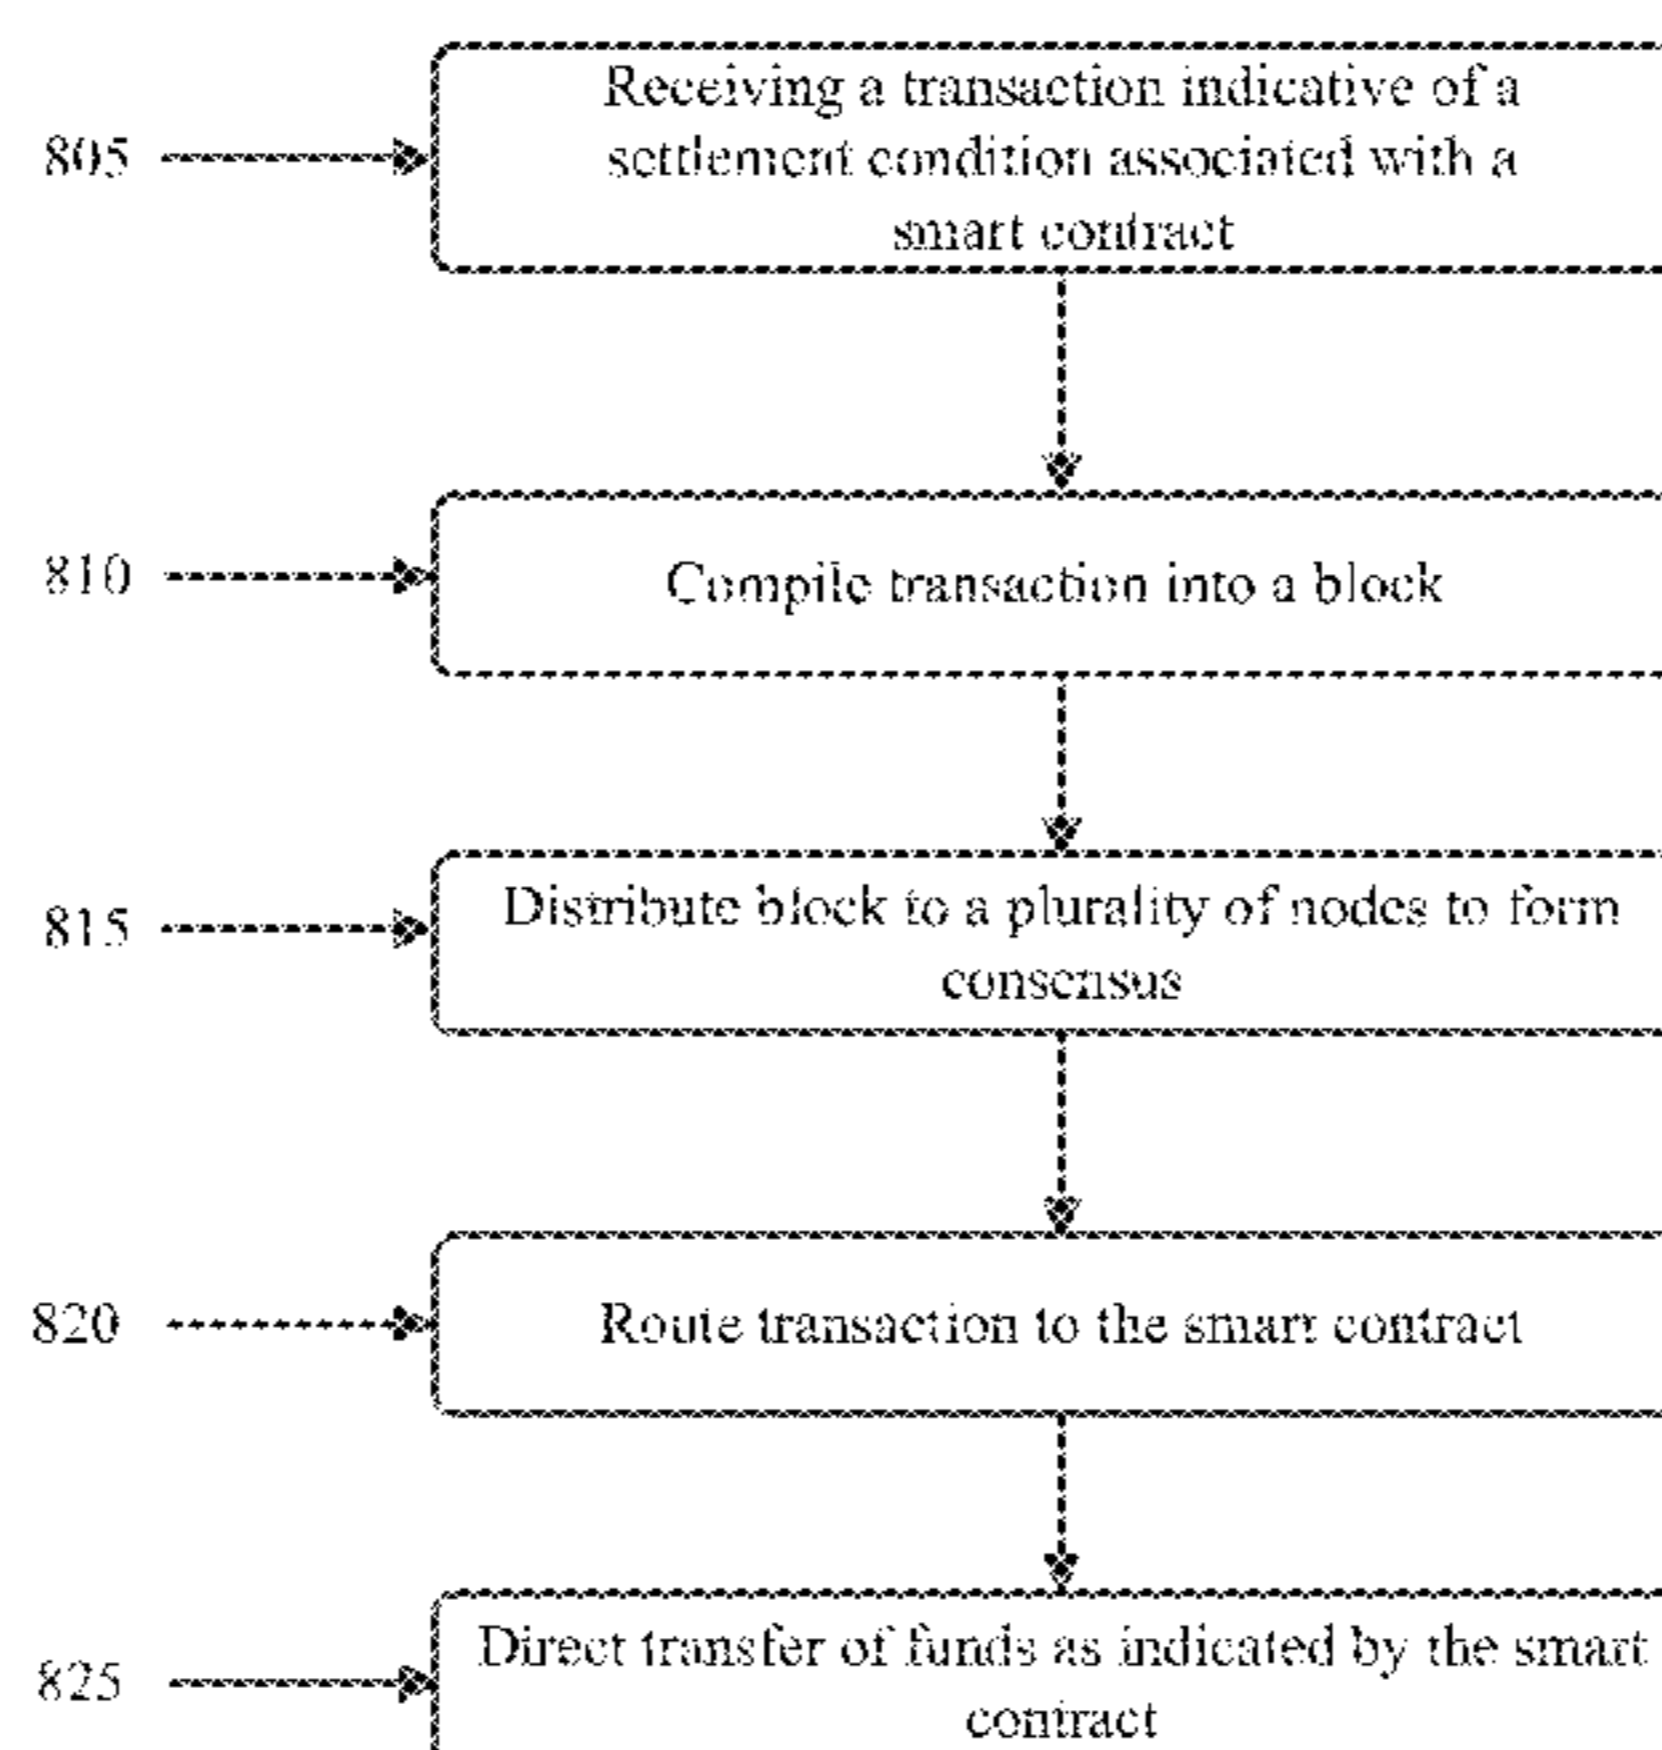 Receiving a transaction indicative of a
805
settlement condition associated with a
smart contract
810
Compile transaction into a block
815
Distribute block to a plurality of nodes to form
consensus
820
Route transaction to the smart contract
825
Direct transfer of funds as indicated by the smart
contract